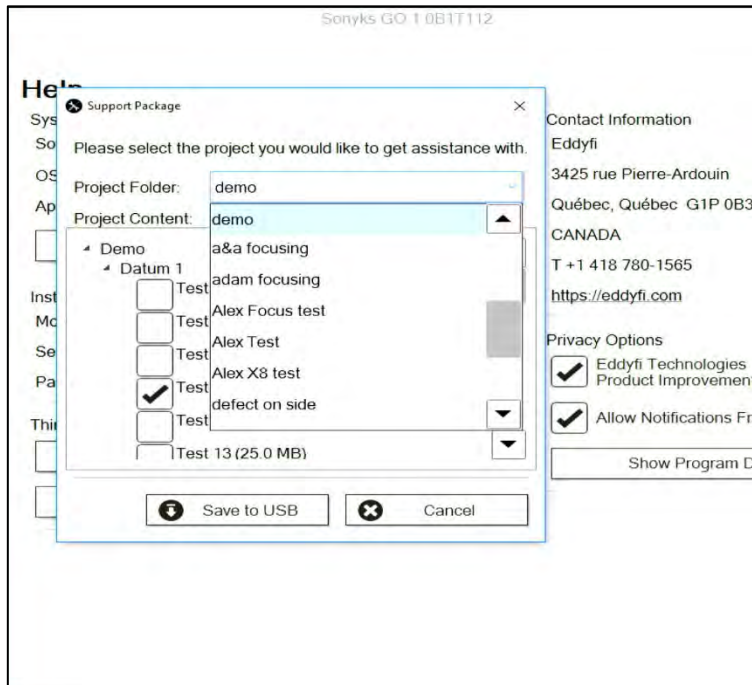 Sonyks GO 1 0B1T112
Help
Support Package
Please select the project you would like to get assistance with.
Project Folder:
demo
Project Content:
demo
a&a focusing
adam focusing
Alex Focus test
Alex Test
Alex X8 test
defect on side
Demo
Datum 1
Test
Test
Test
Test
Test
Test 13 (25.0 MB)
Save to USB
Cancel
Sys
So
OS
Ap
Inst
Mo
Se
Pa
Thir
Contact Information
Eddyfi
3425 rue Pierre-Ardouin
Québec, Québec G1P 0B3
CANADA
T +1 418 780-1565
https://eddyfi.com
Privacy Options
Eddyfi Technologies
Product Improvemen
Allow Notifications Fr
Show Program D